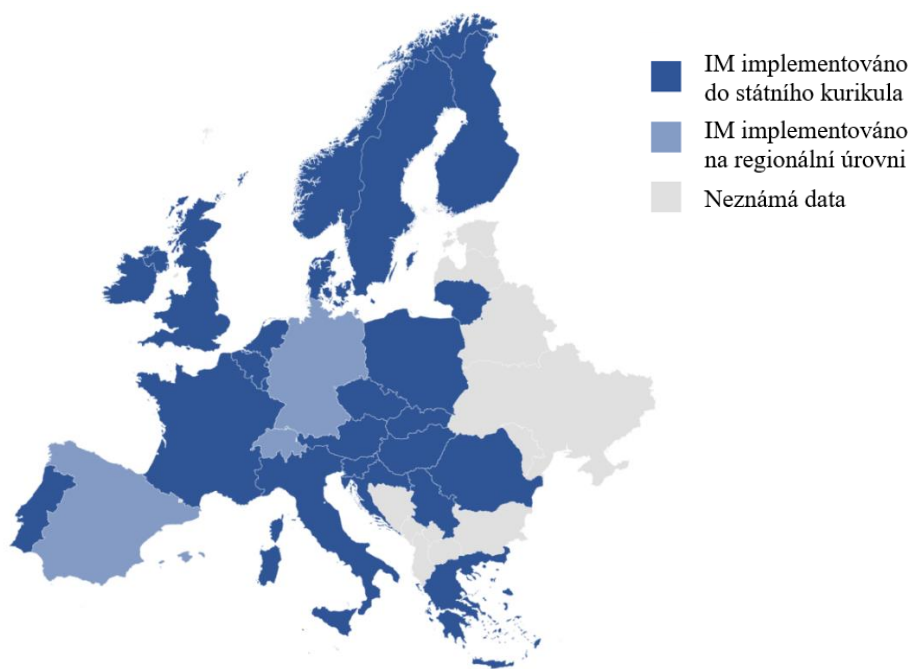 IM implementováno
do státního kurikula
IM implementováno
na regionální úrovni
Neznámá data